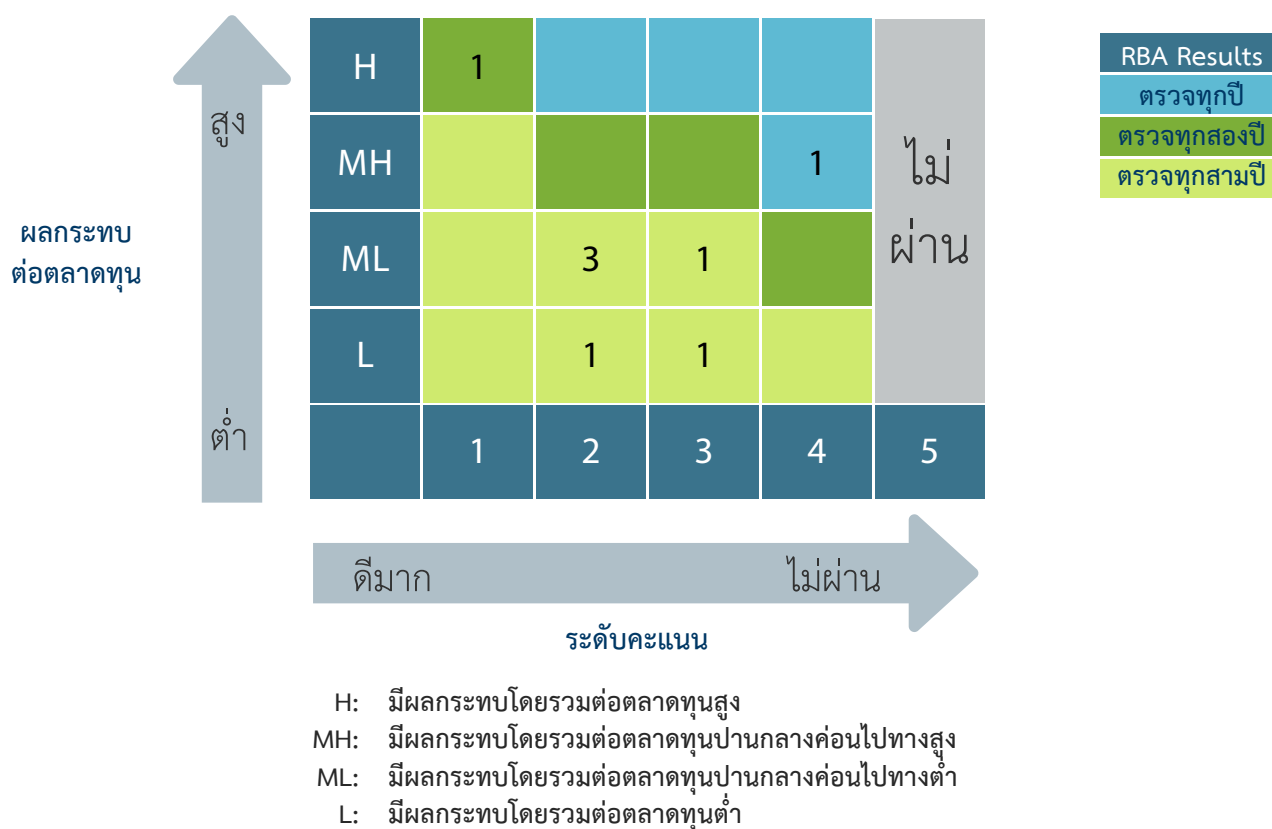 H 1
RBA Results
ตรวจทุกปี
ตรวจทุกสองปี
ตรวจทุกสามปี
สูง
MH 1
ไม่
ผ่าน
ผลกระทบ
ต่อตลาดทุน
ML 3 1
L 1 1
ต่ำ
1 2 3 4 5
ดีมาก ไม่ผ่าน
ระดับคะแนน
H: มีผลกระทบโดยรวมต่อตลาดทุนสูง
MH: มีผลกระทบโดยรวมต่อตลาดทุนปานกลางค่อนไปทางสูง
ML: มีผลกระทบโดยรวมต่อตลาดทุนปานกลางค่อนไปทางต่ำ
L: มีผลกระทบโดยรวมต่อตลาดทุนต่ำ